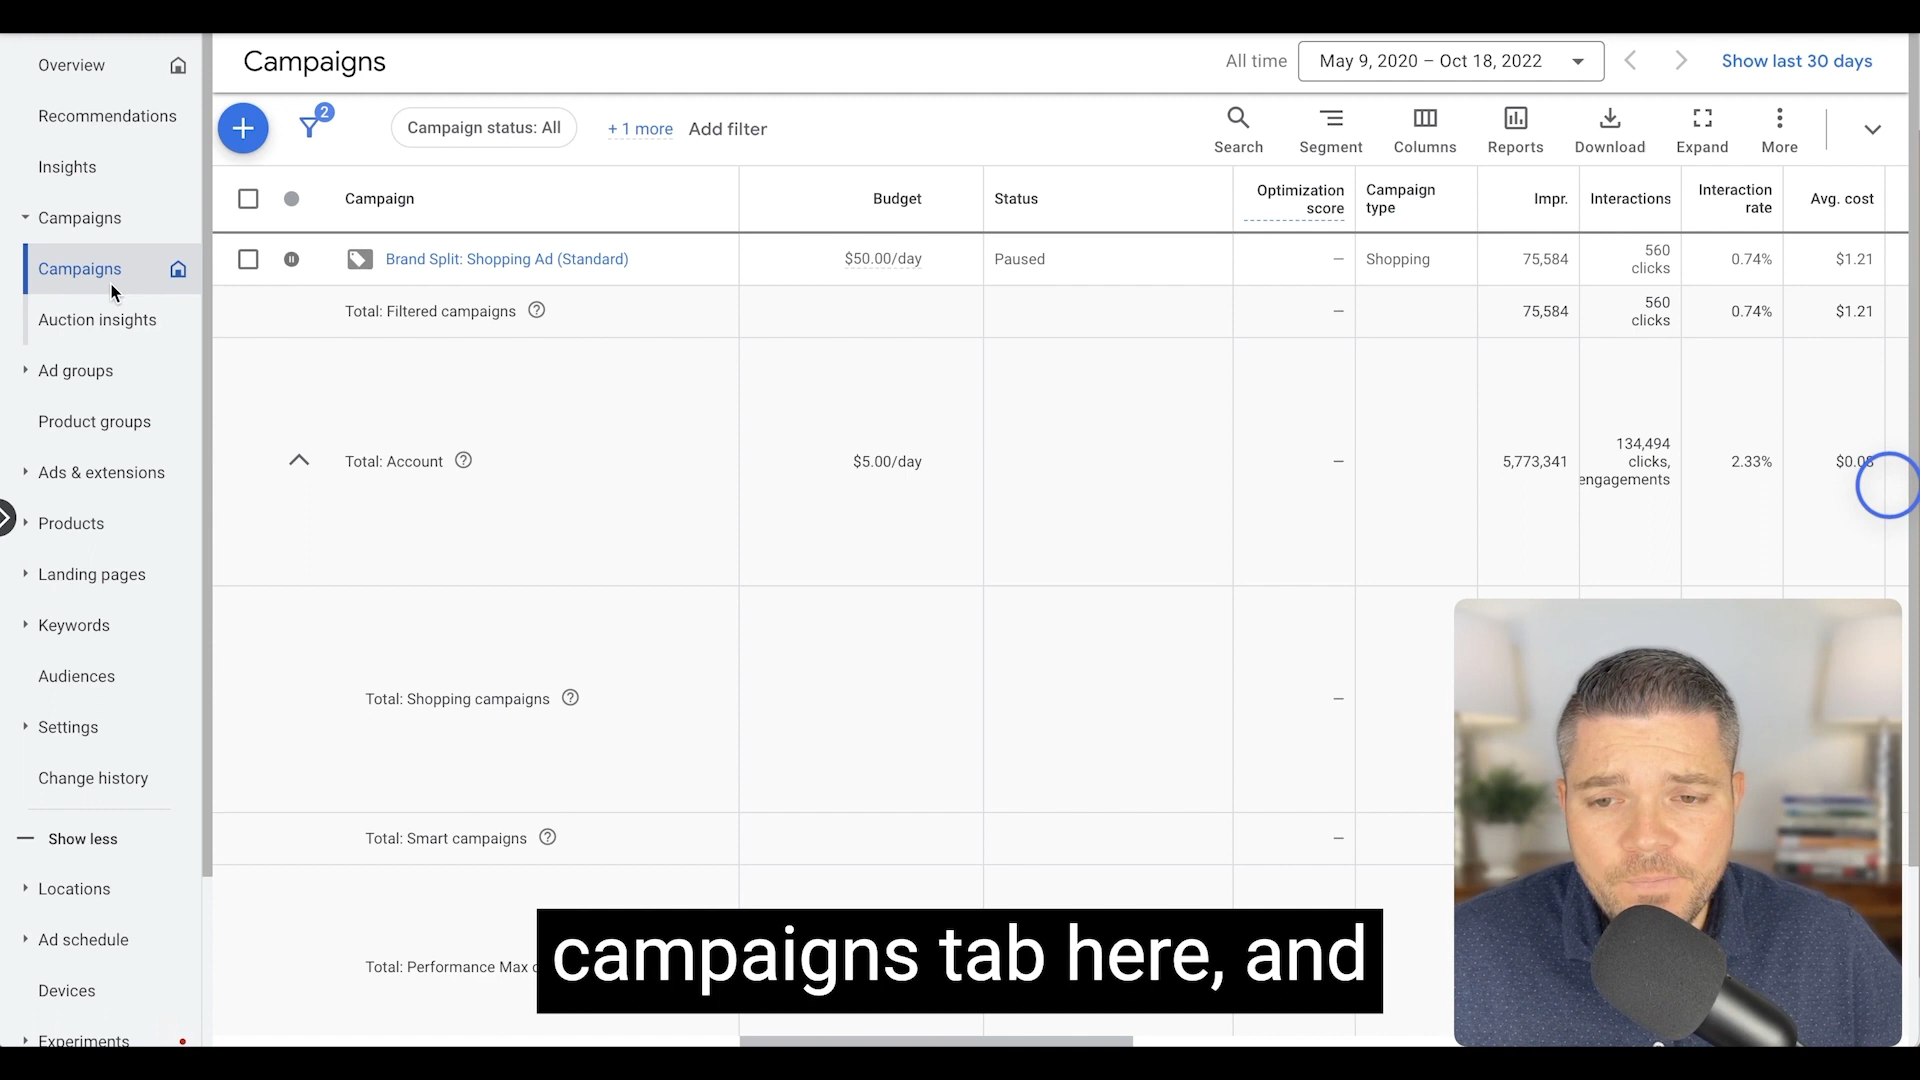 Overview
Recommendations
Insights
Campaigns
Campaigns
Auction insights
Ad groups
Product groups
Ads & extensions
Products
Landing pages
Keywords
Audiences
Settings
Change history
Show less
Locations
Ad schedule
Devices
Experiments
Campaigns
All time
May 9, 2020 – Oct 18, 2022
Show last 30 days
2
Campaign status: All
+ 1 more
Add filter
Search
Segment
Columns
Reports
Download
Expand
More
Campaign
Budget
Status
Optimization
score
Campaign
type
Impr.
Interactions
Interaction
rate
Avg. cost
Brand Split: Shopping Ad (Standard)
$50.00/day
Paused
—
Shopping
75,584
560
clicks
0.74%
$1.21
Total: Filtered campaigns
—
75,584
560
clicks
0.74%
$1.21
Total: Account
$5.00/day
—
5,773,341
134,494
clicks,
engagements
2.33%
$0.08
Total: Shopping campaigns
—
Total: Smart campaigns
—
Total: Performance Max c
campaigns tab here, and